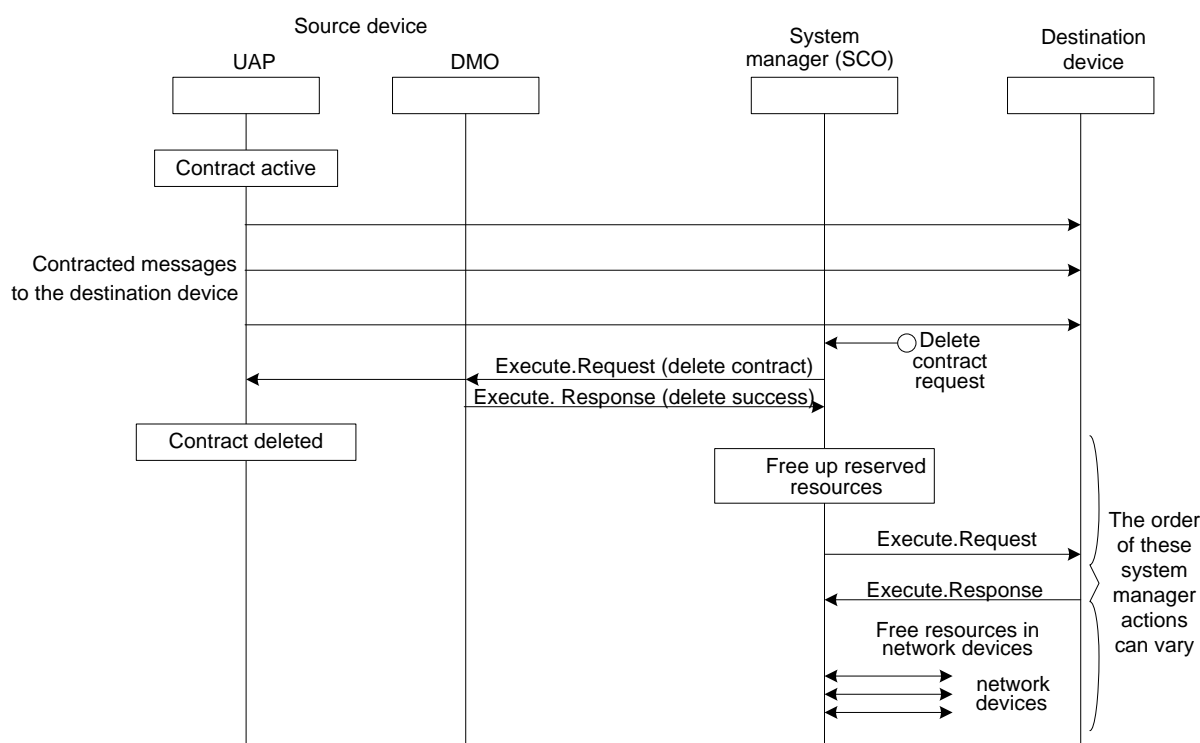 Source device
UAP
DMO
System
manager (SCO)
Destination
device
Contract active
Contracted messages
to the destination device
Delete
contract
request
Execute.Request (delete contract)
Execute. Response (delete success)
Contract deleted
Free up reserved
resources
Execute.Request
Execute.Response
The order
of these
system
manager
actions
can vary
Free resources in
network devices
network
devices